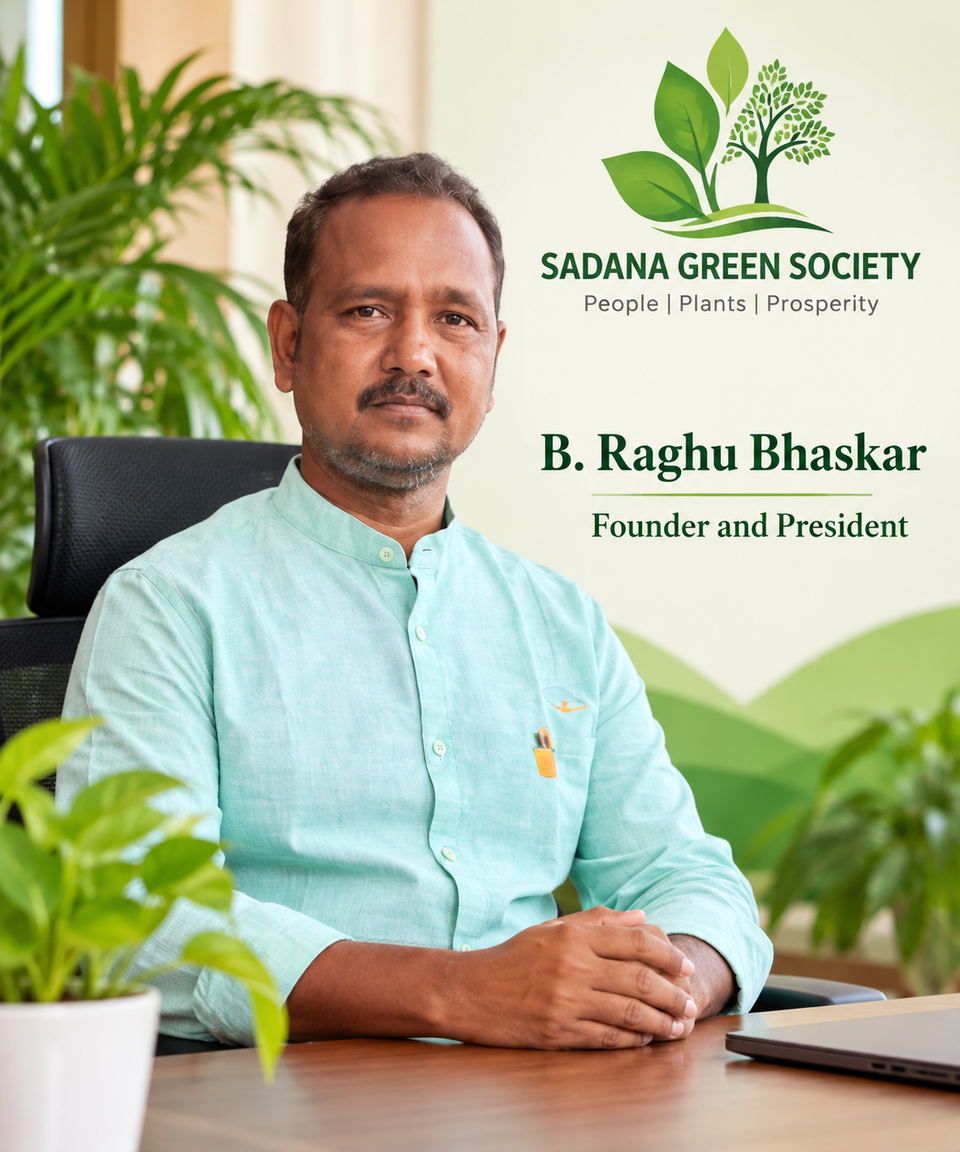 SADANA GREEN SOCIETY
People | Plants | Prosperity
B. Raghu Bhaskar
Founder and President